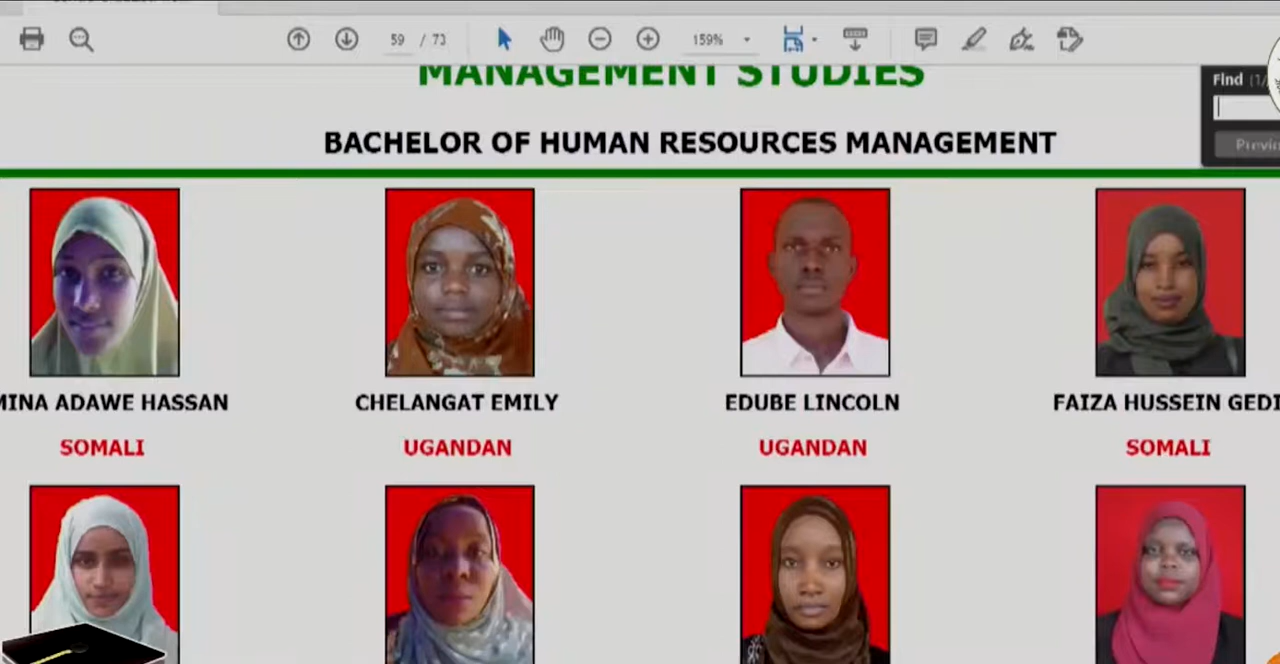 59 / 73
159%
Find
MANAGEMENT STUDIES
BACHELOR OF HUMAN RESOURCES MANAGEMENT
ADAWE HASSAN
CHELANGAT EMILY
EDUBE LINCOLN
FAIZA HUSSEIN GEDI
SOMALI
UGANDAN
UGANDAN
SOMALI